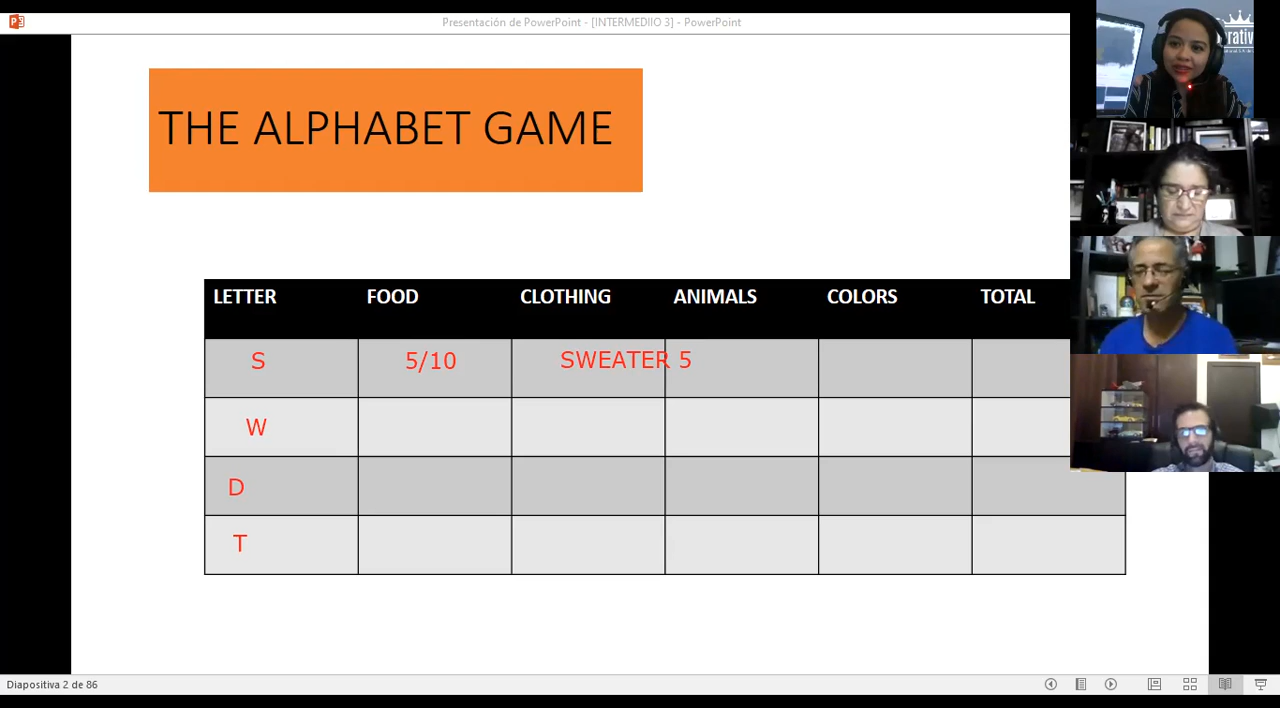 Presentación de PowerPoint - [INTERMEDIIO 3] - PowerPoint
THE ALPHABET GAME
LETTER FOOD CLOTHING ANIMALS COLORS TOTAL
S 5/10 SWEATER 5
W
D
T
Diapositiva 2 de 86